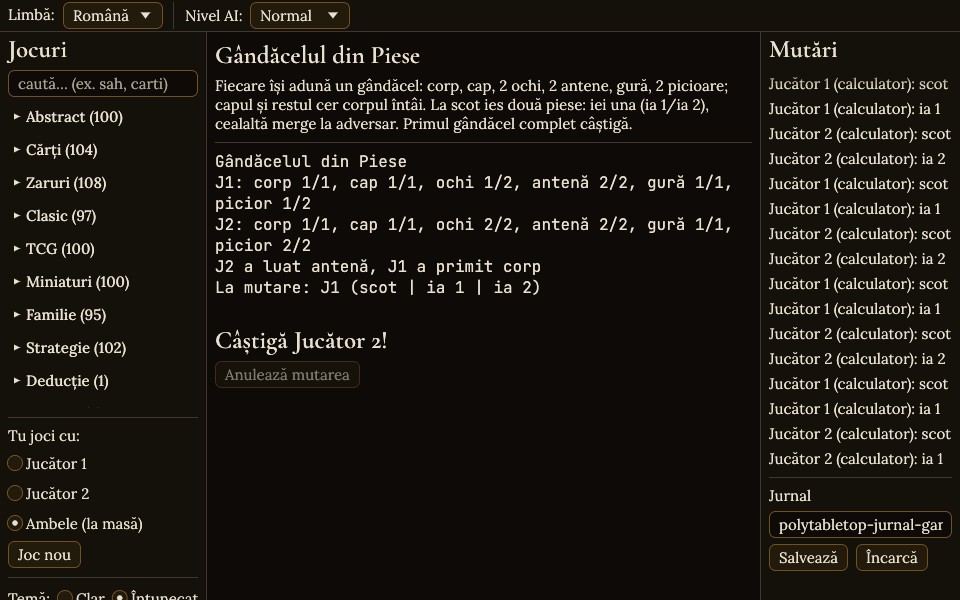 Limbă: Română Nivel AI: Normal
Jocuri
caută... (ex. sah, carti)
Abstract (100)
Cărți (104)
Zaruri (108)
Clasic (97)
TCG (100)
Miniaturi (100)
Familie (95)
Strategie (102)
Deducție (1)
Tu joci cu:
Jucător 1
Jucător 2
Ambele (la masă)
Joc nou
Temă: Clar Întunecat
Gândăcelul din Piese
Fiecare își adună un gândăcel: corp, cap, 2 ochi, 2 antene, gură, 2 picioare;
capul și restul cer corpul întâi. La scot ies două piese: iei una (ia 1/ia 2),
cealaltă merge la adversar. Primul gândăcel complet câștigă.
Gândăcelul din Piese
J1: corp 1/1, cap 1/1, ochi 1/2, antenă 2/2, gură 1/1,
picior 1/2
J2: corp 1/1, cap 1/1, ochi 2/2, antenă 2/2, gură 1/1,
picior 2/2
J2 a luat antenă, J1 a primit corp
La mutare: J1 (scot | ia 1 | ia 2)
Câștigă Jucător 2!
Anulează mutarea
Mutări
Jucător 1 (calculator): scot
Jucător 1 (calculator): ia 1
Jucător 2 (calculator): scot
Jucător 2 (calculator): ia 2
Jucător 1 (calculator): scot
Jucător 1 (calculator): ia 1
Jucător 2 (calculator): scot
Jucător 2 (calculator): ia 2
Jucător 1 (calculator): scot
Jucător 1 (calculator): ia 1
Jucător 2 (calculator): scot
Jucător 2 (calculator): ia 2
Jucător 1 (calculator): scot
Jucător 1 (calculator): ia 1
Jucător 2 (calculator): scot
Jucător 2 (calculator): ia 1
Jurnal
polytabletop-jurnal-gar
Salvează Încarcă